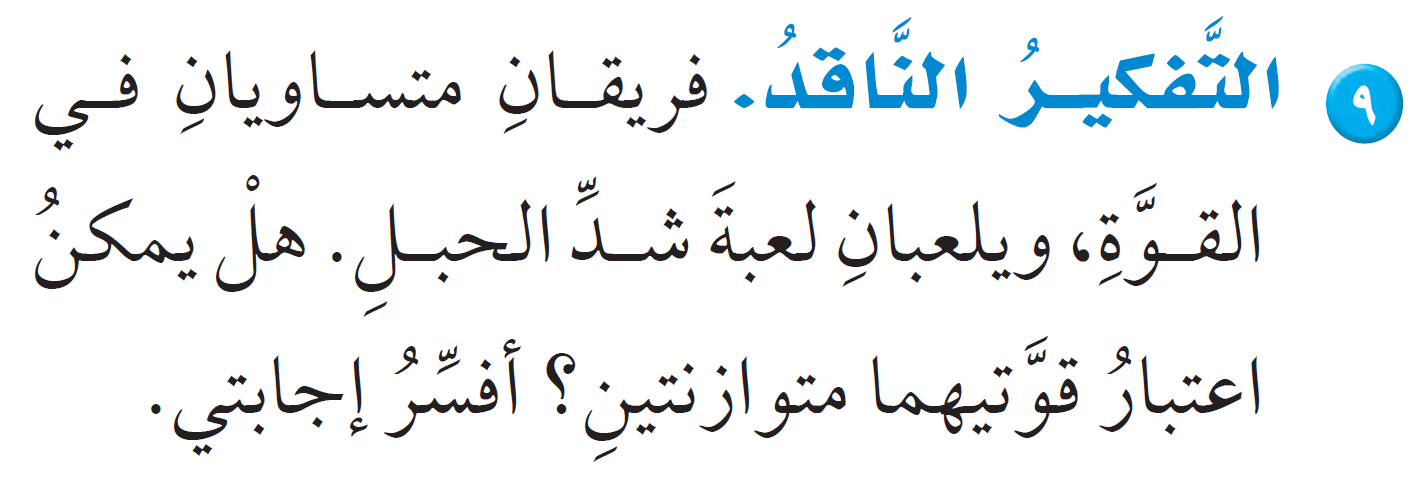 ٩ التَّفكيرُ النَّاقدُ. فريقانِ متساويانِ في
القوَّةِ، ويلعبانِ لعبةَ شدِّ الحبلِ. هلْ يمكنُ
اعتبارُ قوَّتيهما متوازنتينِ؟ أفسِّرُ إجابتي.